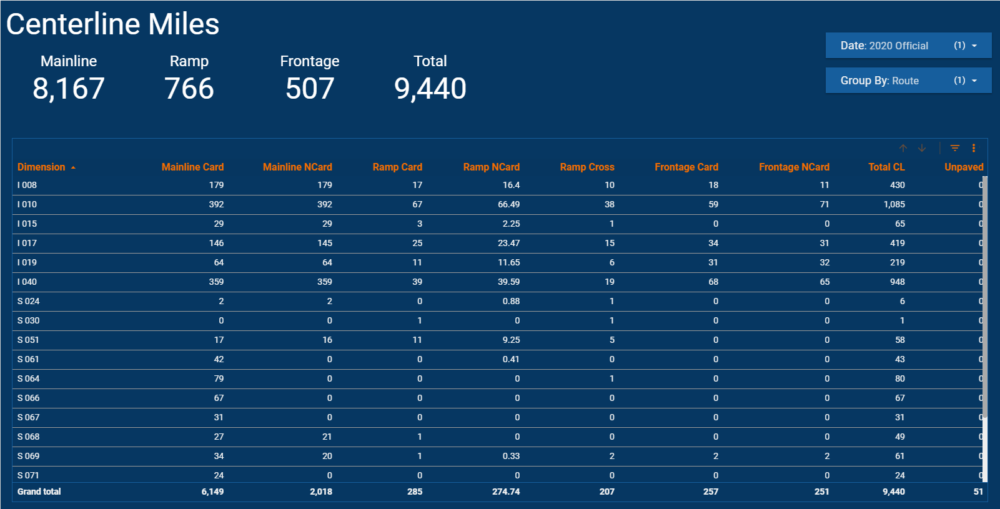 Centerline Miles
Mainline Ramp Frontage Total
8,167 766 507 9,440
Date: 2020 Official (1)
Group By: Route (1)
Dimension Mainline Card Mainline NCard Ramp Card Ramp NCard Ramp Cross Frontage Card Frontage NCard Total CL Unpaved
I 008 179 179 17 16.4 10 18 11 430 0
I 010 392 392 67 66.49 38 59 71 1,085 0
I 015 29 29 3 2.25 1 0 0 65 0
I 017 146 145 25 23.47 15 34 31 419 0
I 019 64 64 11 11.65 6 31 32 219 0
I 040 359 359 39 39.59 19 68 65 948 0
S 024 2 2 0 0.88 1 0 0 6 0
S 030 0 0 1 0 1 0 0 1 0
S 051 17 16 11 9.25 5 0 0 58 0
S 061 42 0 0 0.41 0 0 0 43 0
S 064 79 0 0 0 1 0 0 80 0
S 066 67 0 0 0 0 0 0 67 0
S 067 31 0 0 0 0 0 0 31 0
S 068 27 21 1 0 0 0 0 49 0
S 069 34 20 1 0.33 2 2 2 61 0
S 071 24 0 0 0 0 0 0 24 0
Grand total 6,149 2,018 285 274.74 207 257 251 9,440 51